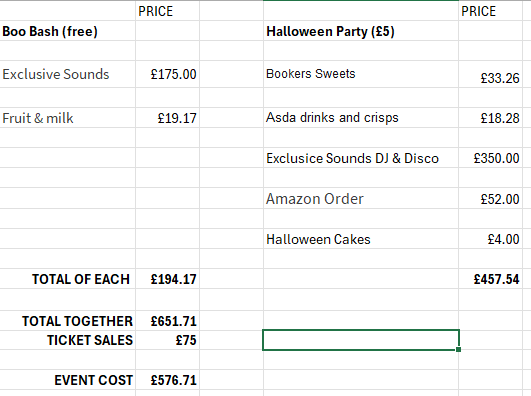 PRICE PRICE
Boo Bash (free) Halloween Party (£5)
Exclusive Sounds £175.00 Bookers Sweets £33.26
Fruit & milk £19.17 Asda drinks and crisps £18.28
Exclusice Sounds DJ & Disco £350.00
Amazon Order £52.00
Halloween Cakes £4.00
TOTAL OF EACH £194.17 £457.54
TOTAL TOGETHER £651.71
TICKET SALES £75
EVENT COST £576.71